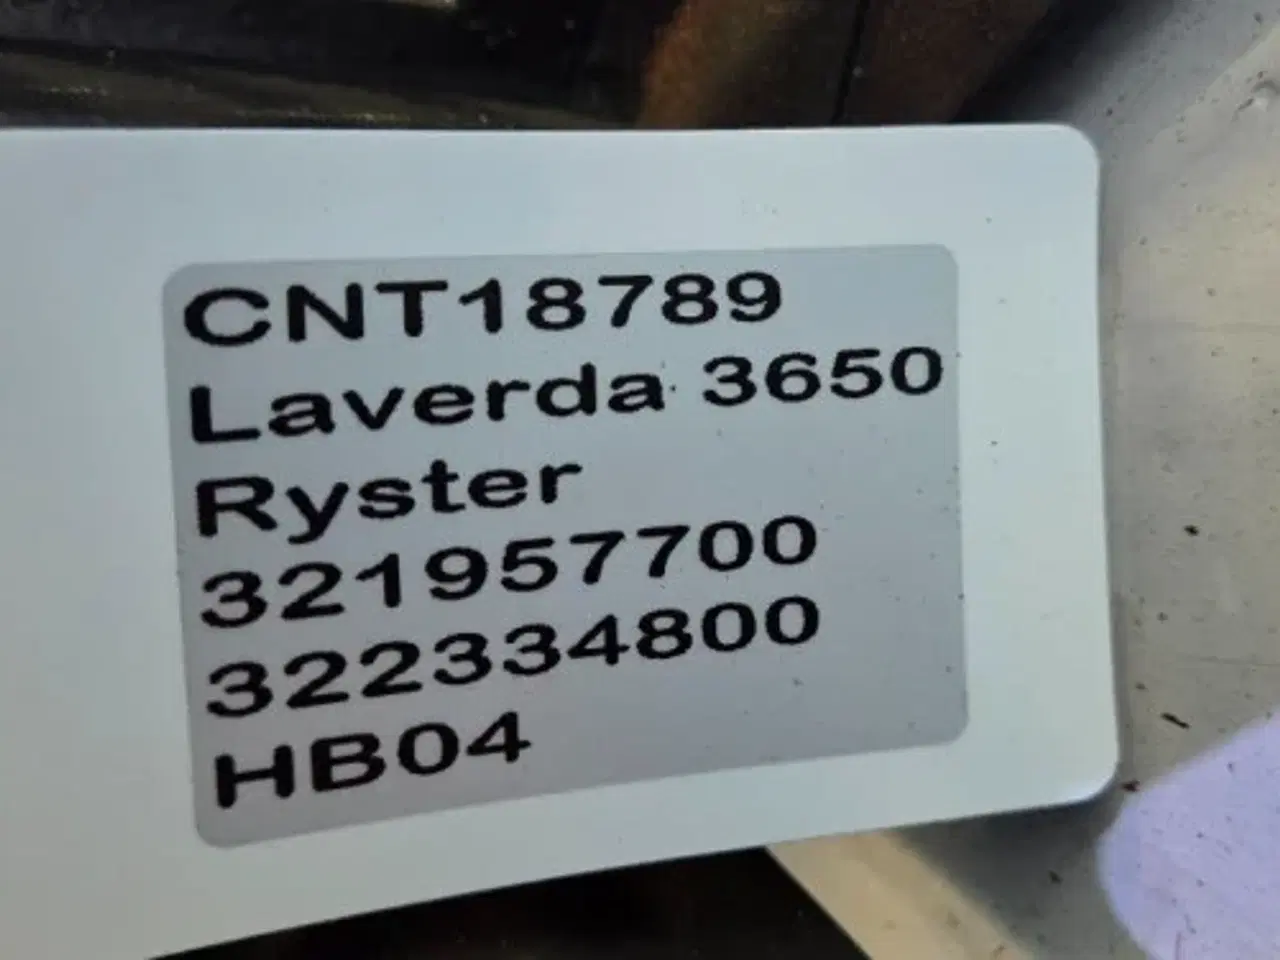 CNT18789
Laverda 3650
Ryster
321957700
322334800
HB04